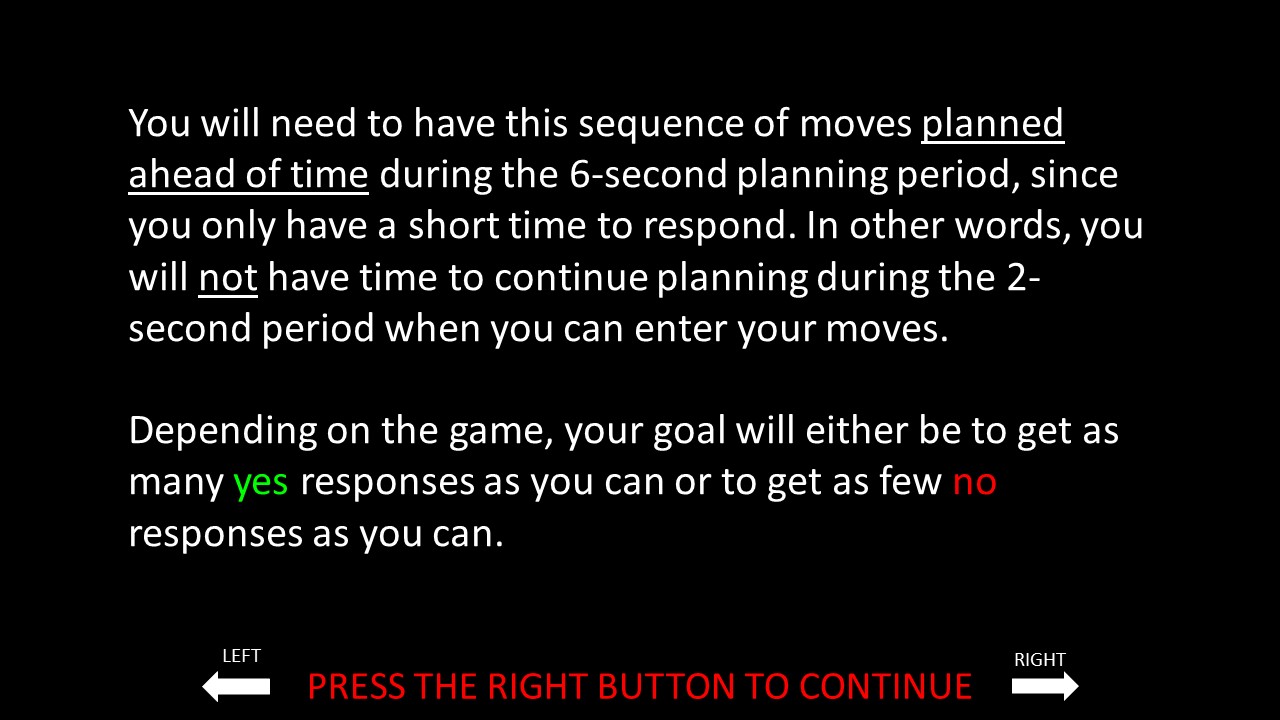 You will need to have this sequence of moves planned
ahead of time during the 6-second planning period, since
you only have a short time to respond. In other words, you
will not have time to continue planning during the 2-
second period when you can enter your moves.
Depending on the game, your goal will either be to get as
many yes responses as you can or to get as few no
responses as you can.
LEFT
RIGHT
PRESS THE RIGHT BUTTON TO CONTINUE